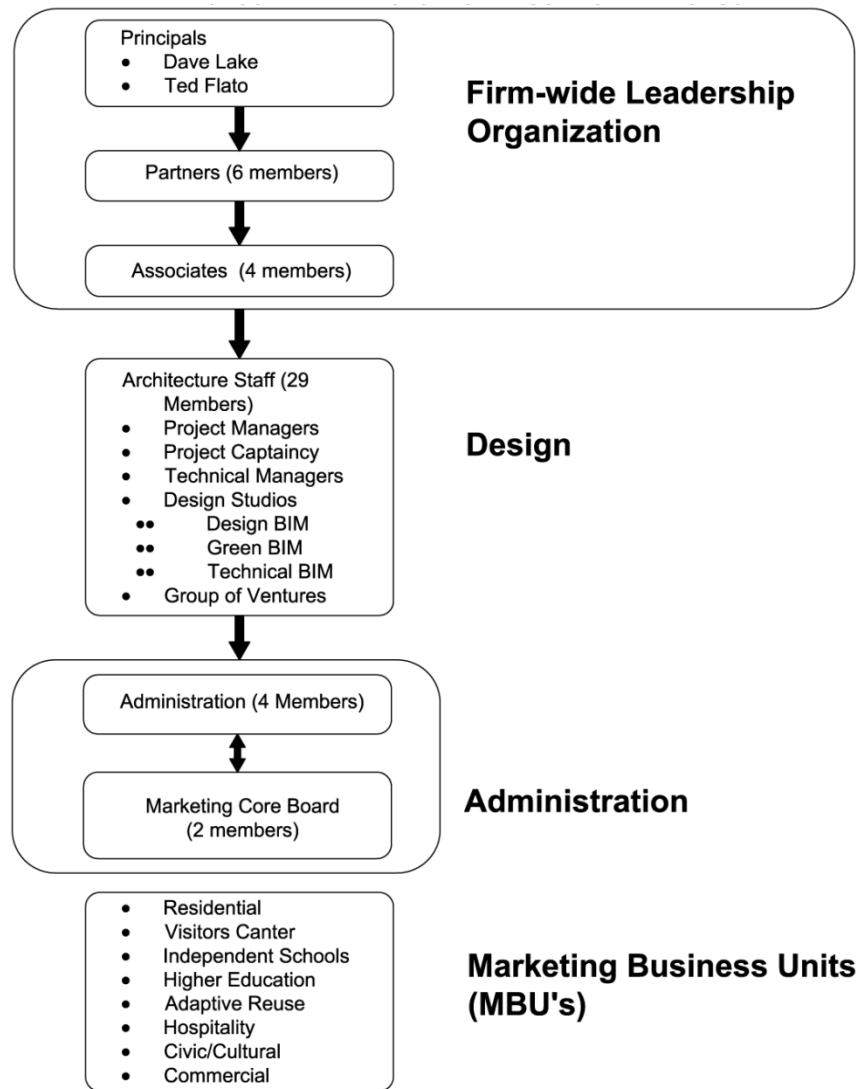 Principals
● Dave Lake
● Ted Flato
Firm-wide Leadership
Organization
Partners (6 members)
Associates (4 members)
Architecture Staff (29
Members)
● Project Managers
● Project Captaincy
● Technical Managers
● Design Studios
●● Design BIM
●● Green BIM
●● Technical BIM
● Group of Ventures
Design
Administration (4 Members)
Marketing Core Board
(2 members)
Administration
● Residential
● Visitors Canter
● Independent Schools
● Higher Education
● Adaptive Reuse
● Hospitality
● Civic/Cultural
● Commercial
Marketing Business Units
(MBU's)